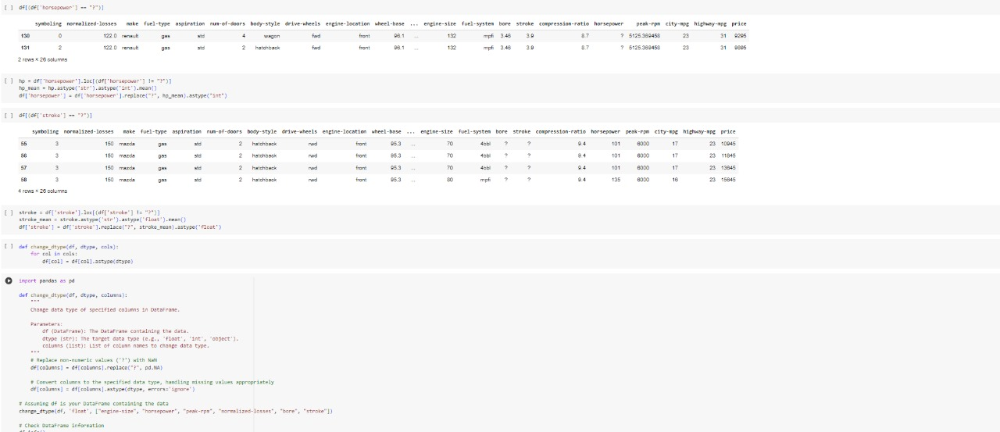 [ ] df[(df['horsepower'] == "?")]
symboling normalized-losses make fuel-type aspiration num-of-doors body-style drive-wheels engine-location wheel-base ... engine-size fuel-system bore stroke compression-ratio horsepower peak-rpm city-mpg highway-mpg price
130 0 122.0 renault gas std 4 wagon fwd front 96.1 ... 132 mpfi 3.46 3.9 8.7 ? 5125.369458 23 31 9295
131 2 122.0 renault gas std 2 hatchback fwd front 96.1 ... 132 mpfi 3.46 3.9 8.7 ? 5125.369458 23 31 9895
2 rows × 26 columns
[ ] hp = df['horsepower'].loc[(df['horsepower'] != "?")]
hp_mean = hp.astype('str').astype('int').mean()
df['horsepower'] = df['horsepower'].replace("?", hp_mean).astype("int")
[ ] df[(df['stroke'] == "?")]
symboling normalized-losses make fuel-type aspiration num-of-doors body-style drive-wheels engine-location wheel-base ... engine-size fuel-system bore stroke compression-ratio horsepower peak-rpm city-mpg highway-mpg price
55 3 150 mazda gas std 2 hatchback rwd front 95.3 ... 70 4bbl ? ? 9.4 101 6000 17 23 10945
56 3 150 mazda gas std 2 hatchback rwd front 95.3 ... 70 4bbl ? ? 9.4 101 6000 17 23 11845
57 3 150 mazda gas std 2 hatchback rwd front 95.3 ... 70 4bbl ? ? 9.4 101 6000 17 23 13645
58 3 150 mazda gas std 2 hatchback rwd front 95.3 ... 80 mpfi ? ? 9.4 135 6000 16 23 15645
4 rows × 26 columns
[ ] stroke = df['stroke'].loc[(df['stroke'] != "?")]
stroke_mean = stroke.astype('str').astype('float').mean()
df['stroke'] = df['stroke'].replace("?", stroke_mean).astype('float')
[ ] def change_dtype(df, dtype, cols):
for col in cols:
df[col] = df[col].astype(dtype)
import pandas as pd
def change_dtype(df, dtype, columns):
"""
Change data type of specified columns in DataFrame.
Parameters:
df (DataFrame): The DataFrame containing the data.
dtype (str): The target data type (e.g., 'float', 'int', 'object').
columns (list): List of column names to change data type.
"""
# Replace non-numeric values ('?') with NaN
df[columns] = df[columns].replace("?", pd.NA)
# Convert columns to the specified data type, handling missing values appropriately
df[columns] = df[columns].astype(dtype, errors='ignore')
# Assuming df is your DataFrame containing the data
change_dtype(df, 'float', ["engine-size", "horsepower", "peak-rpm", "normalized-losses", "bore", "stroke"])
# Check DataFrame information